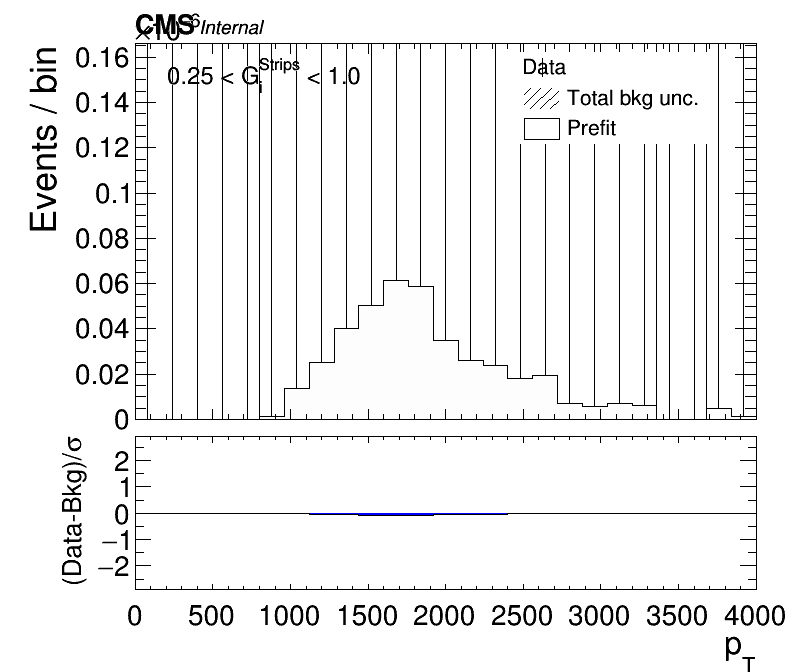 CMS Internal
×10⁻⁶
0.25 < G_i^Strips < 1.0
Data
Total bkg unc.
Prefit
Events / bin
0.16
0.14
0.12
0.1
0.08
0.06
0.04
0.02
0
(Data-Bkg)/σ
2
1
0
−1
−2
0 500 1000 1500 2000 2500 3000 3500 4000
p_T